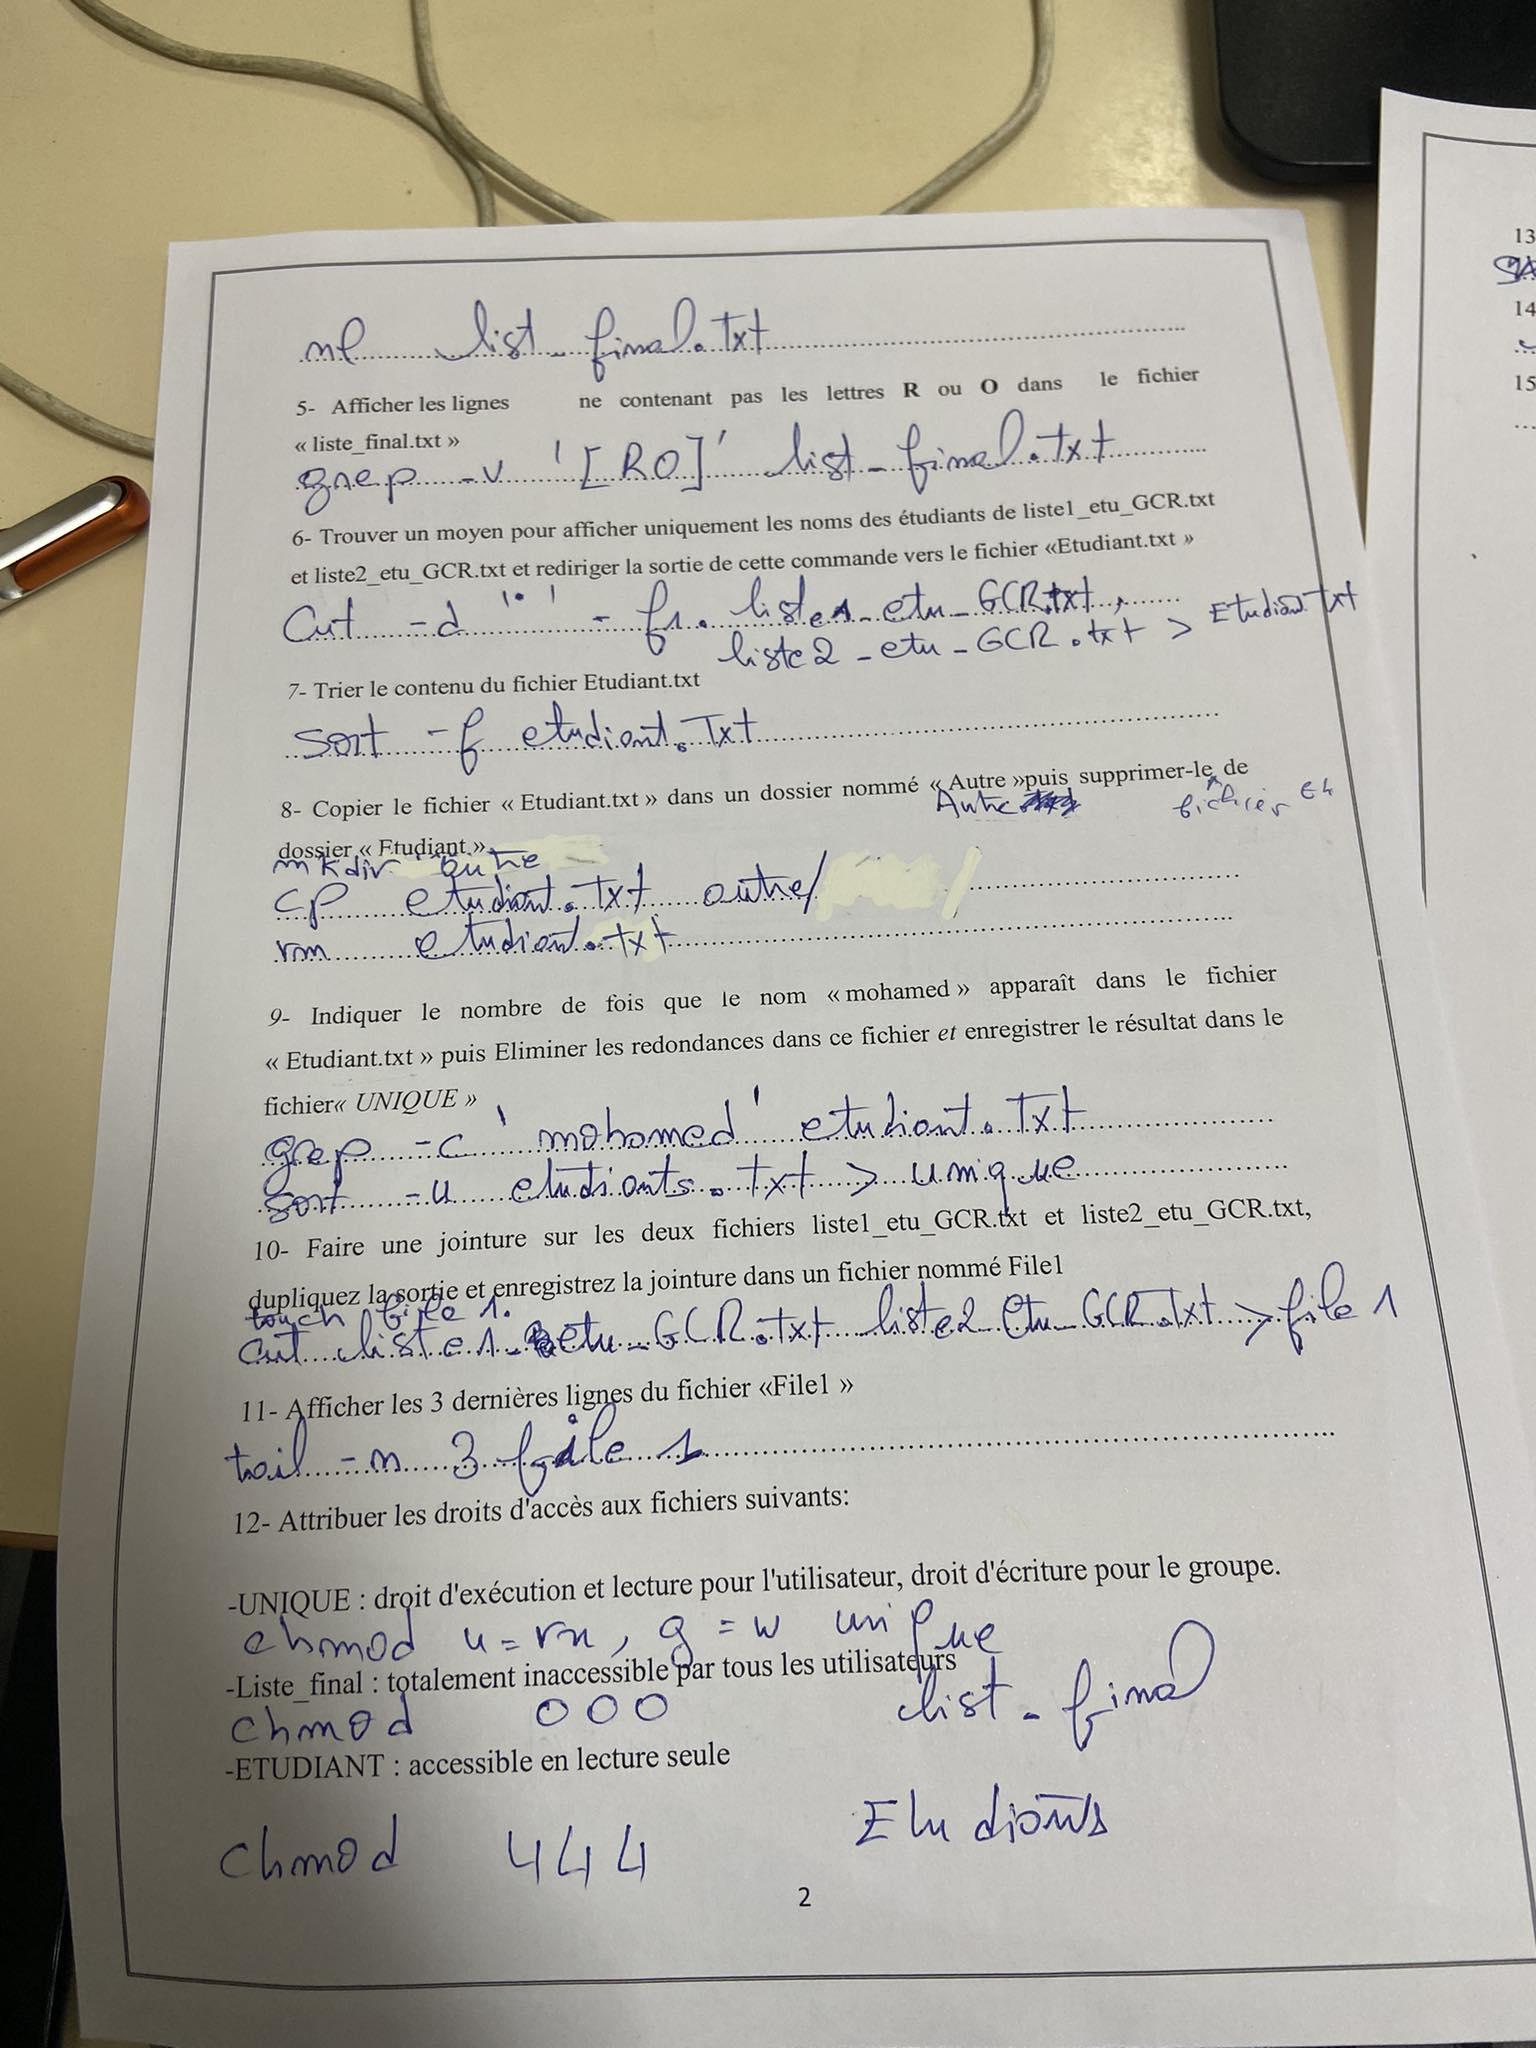 nl list_final.txt
5- Afficher les lignes ne contenant pas les lettres R ou O dans le fichier
« liste_final.txt »
grep -v '[RO]' list_final.txt
6- Trouver un moyen pour afficher uniquement les noms des étudiants de liste1_etu_GCR.txt
et liste2_etu_GCR.txt et rediriger la sortie de cette commande vers le fichier «Etudiant.txt »
Cut -d ':' -f1. liste1_etu_GCR.txt,
liste2_etu_GCR.txt > Etudian.txt
7- Trier le contenu du fichier Etudiant.txt
sort -f etudiant.Txt
8- Copier le fichier « Etudiant.txt » dans un dossier nommé « Autre »puis supprimer-le de
Autre fichier
dossier « Etudiant »
mkdir autre
cp etudiant.Txt autre/ /
rm etudiant.txt
9- Indiquer le nombre de fois que le nom « mohamed » apparaît dans le fichier
« Etudiant.txt » puis Eliminer les redondances dans ce fichier et enregistrer le résultat dans le
fichier« UNIQUE »
grep -c 'mohamed' etudiant.Txt
sort -u etudiants.txt > unique
10- Faire une jointure sur les deux fichiers liste1_etu_GCR.txt et liste2_etu_GCR.txt,
dupliquez la sortie et enregistrez la jointure dans un fichier nommé File1
touch file 1.
cut liste1_etu_GCR.txt liste2_Etu_GCR.Txt > file 1
11- Afficher les 3 dernières lignes du fichier «File1 »
tail -n 3 file 1
12- Attribuer les droits d'accès aux fichiers suivants:
-UNIQUE : droit d'exécution et lecture pour l'utilisateur, droit d'écriture pour le groupe.
chmod u=rx, g=w unique
-Liste_final : totalement inaccessible par tous les utilisateurs
chmod 000 list_final
-ETUDIANT : accessible en lecture seule
Chmod 444 Etudiants
2
13
14
15